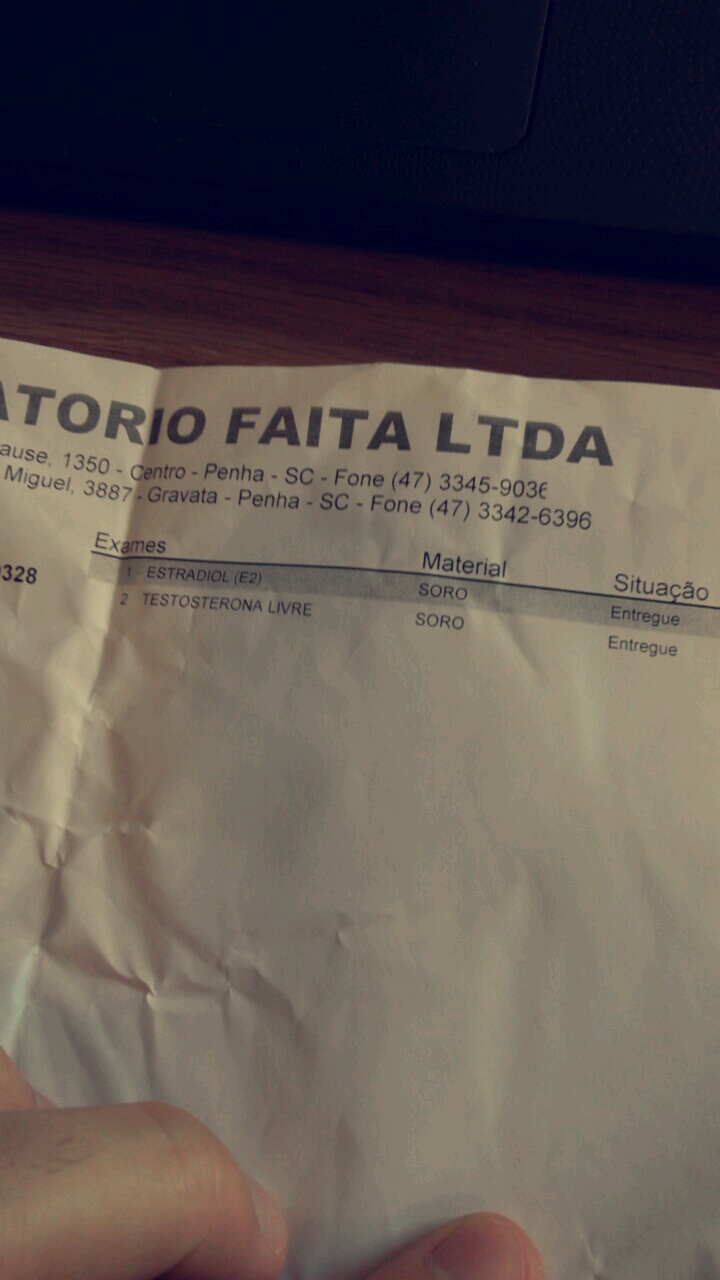 ATORIO FAITA LTDA
ause, 1350 - Centro - Penha - SC - Fone (47) 3345-9036
Miguel, 3887 - Gravata - Penha - SC - Fone (47) 3342-6396
Exames Material Situação
328 1 ESTRADIOL (E2) SORO Entregue
2 TESTOSTERONA LIVRE SORO Entregue